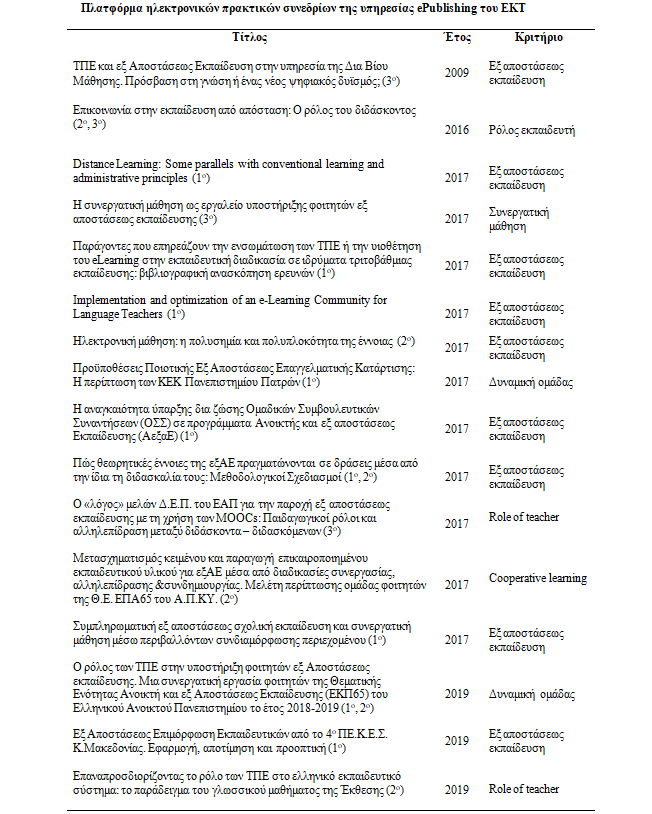 Πλατφόρμα ηλεκτρονικών πρακτικών συνεδρίων της υπηρεσίας ePublishing του ΕΚΤ
Τίτλος Έτος Κριτήριο
ΤΠΕ και εξ Αποστάσεως Εκπαίδευση στην υπηρεσία της Δια Βίου
Μάθησης. Πρόσβαση στη γνώση ή ένας νέος ψηφιακός δυϊσμός; (3ο)
2009
Εξ αποστάσεως
εκπαίδευση
Επικοινωνία στην εκπαίδευση από απόσταση: Ο ρόλος του διδάσκοντος
(2ο, 3ο)
2016 Ρόλος εκπαιδευτή
Distance Learning: Some parallels with conventional learning and
administrative principles (1ο)
2017
Εξ αποστάσεως
εκπαίδευση
Η συνεργατική μάθηση ως εργαλείο υποστήριξης φοιτητών εξ
αποστάσεως εκπαίδευσης (3ο)
2017
Συνεργατική
μάθηση
Παράγοντες που επηρεάζουν την ενσωμάτωση των ΤΠΕ ή την υιοθέτηση
του eLearning στην εκπαιδευτική διαδικασία σε ιδρύματα τριτοβάθμιας
εκπαίδευσης: βιβλιογραφική ανασκόπηση ερευνών (1ο)
2017
Εξ αποστάσεως
εκπαίδευση
Implementation and optimization of an e-Learning Community for
Language Teachers (1ο)
2017
Εξ αποστάσεως
εκπαίδευση
Ηλεκτρονική μάθηση: η πολυσημία και πολυπλοκότητα της έννοιας (2ο)
2017
Εξ αποστάσεως
εκπαίδευση
Προϋποθέσεις Ποιοτικής Εξ Αποστάσεως Επαγγελματικής Κατάρτισης:
Η περίπτωση των ΚΕΚ Πανεπιστημίου Πατρών (1ο)
2017 Δυναμική ομάδας
Η αναγκαιότητα ύπαρξης δια ζώσης Ομαδικών Συμβουλευτικών
Συναντήσεων (ΟΣΣ) σε προγράμματα Ανοικτής και εξ αποστάσεως
Εκπαίδευσης (ΑεξαΕ) (1ο)
2017
Εξ αποστάσεως
εκπαίδευση
Πώς θεωρητικές έννοιες της εξΑΕ πραγματώνονται σε δράσεις μέσα από
την ίδια τη διδασκαλία τους: Μεθοδολογικοί Σχεδιασμοί (1ο, 2ο)
2017
Εξ αποστάσεως
εκπαίδευση
Ο «λόγος» μελών Δ.Ε.Π. του ΕΑΠ για την παροχή εξ αποστάσεως
εκπαίδευσης με τη χρήση των MOOCs: Παιδαγωγικοί ρόλοι και
αλληλεπίδραση μεταξύ διδάσκοντα – διδασκόμενων (3ο)
2017 Role of teacher
Μετασχηματισμός κειμένου και παραγωγή επικαιροποιημένου
εκπαιδευτικού υλικού για εξΑΕ μέσα από διαδικασίες συνεργασίας,
αλληλεπίδρασης &συνδημιουργίας. Μελέτη περίπτωσης ομάδας φοιτητών
της Θ.Ε. ΕΠΑ65 του Α.Π.ΚΥ. (2ο)
2017 Cooperative learning
Συμπληρωματική εξ αποστάσεως σχολική εκπαίδευση και συνεργατική
μάθηση μέσω περιβαλλόντων συνδιαμόρφωσης περιεχομένου (1ο)
2017
Εξ αποστάσεως
εκπαίδευση
Ο ρόλος των ΤΠΕ στην υποστήριξη φοιτητών εξ Αποστάσεως
εκπαίδευσης. Μια συνεργατική εργασία φοιτητών της Θεματικής
Ενότητας Ανοικτή και εξ Αποστάσεως Εκπαίδευσης (ΕΚΠ65) του
Ελληνικού Ανοικτού Πανεπιστημίου το έτος 2018-2019 (1ο, 2ο)
2019 Δυναμική ομάδας
Εξ Αποστάσεως Επιμόρφωση Εκπαιδευτικών από το 4ο ΠΕ.Κ.Ε.Σ.
Κ.Μακεδονίας. Εφαρμογή, αποτίμηση και προοπτική (1ο)
2019
Εξ αποστάσεως
εκπαίδευση
Επαναπροσδιορίζοντας το ρόλο των ΤΠΕ στο ελληνικό εκπαιδευτικό
σύστημα: το παράδειγμα του γλωσσικού μαθήματος της Έκθεσης (2ο)
2019 Role of teacher